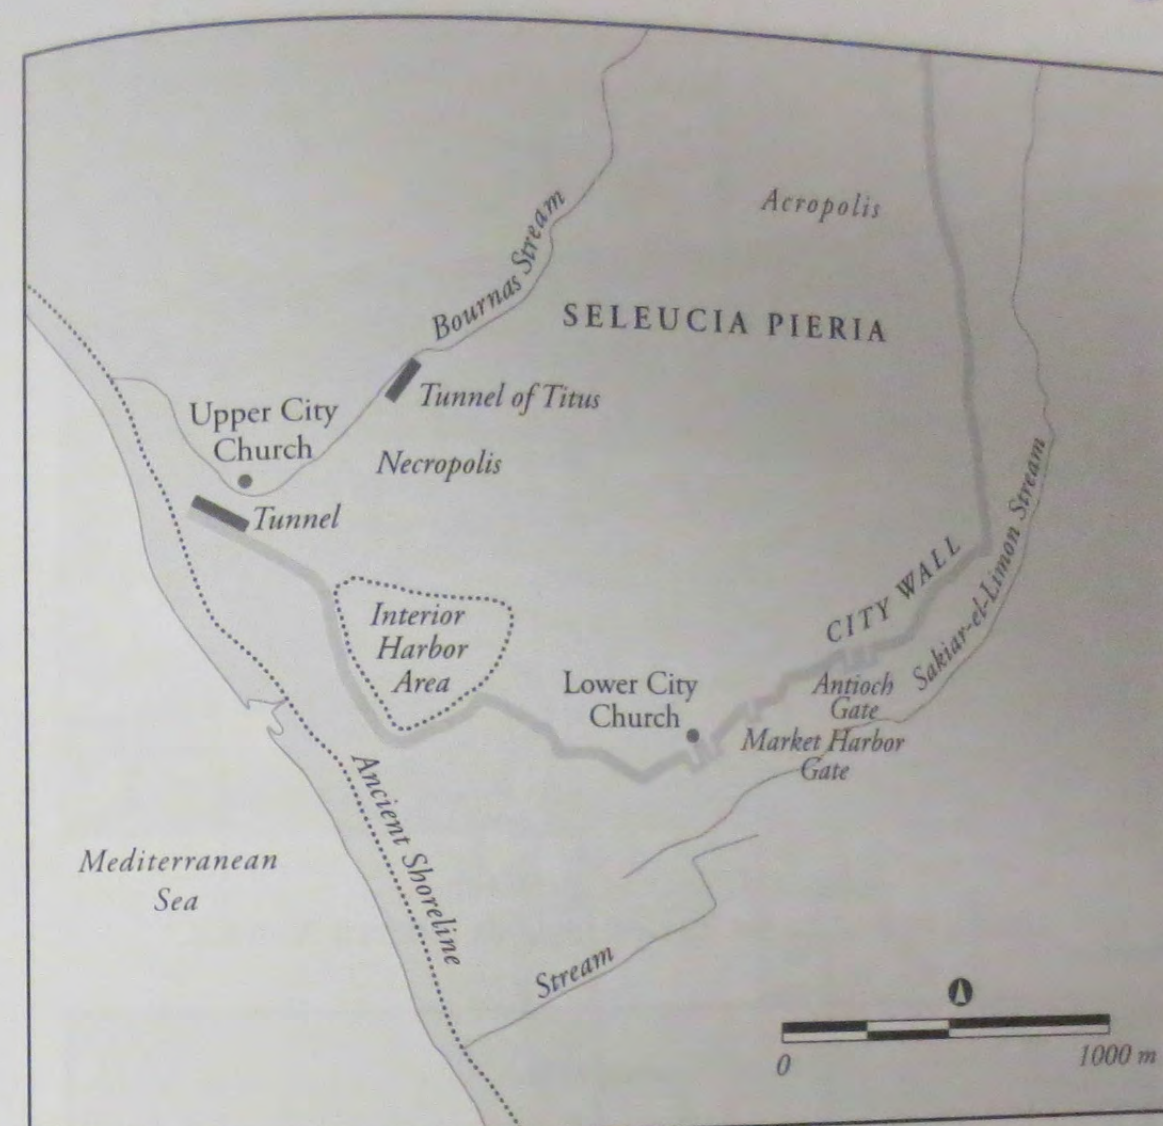 Acropolis
Bournas Stream
SELEUCIA PIERIA
Tunnel of Titus
Upper City
Church
Necropolis
Tunnel
CITY WALL
Sakiar-el-Limon Stream
Interior
Harbor
Area
Lower City
Church
Antioch
Gate
Market Harbor
Gate
Ancient Shoreline
Mediterranean
Sea
Stream
0
1000 m